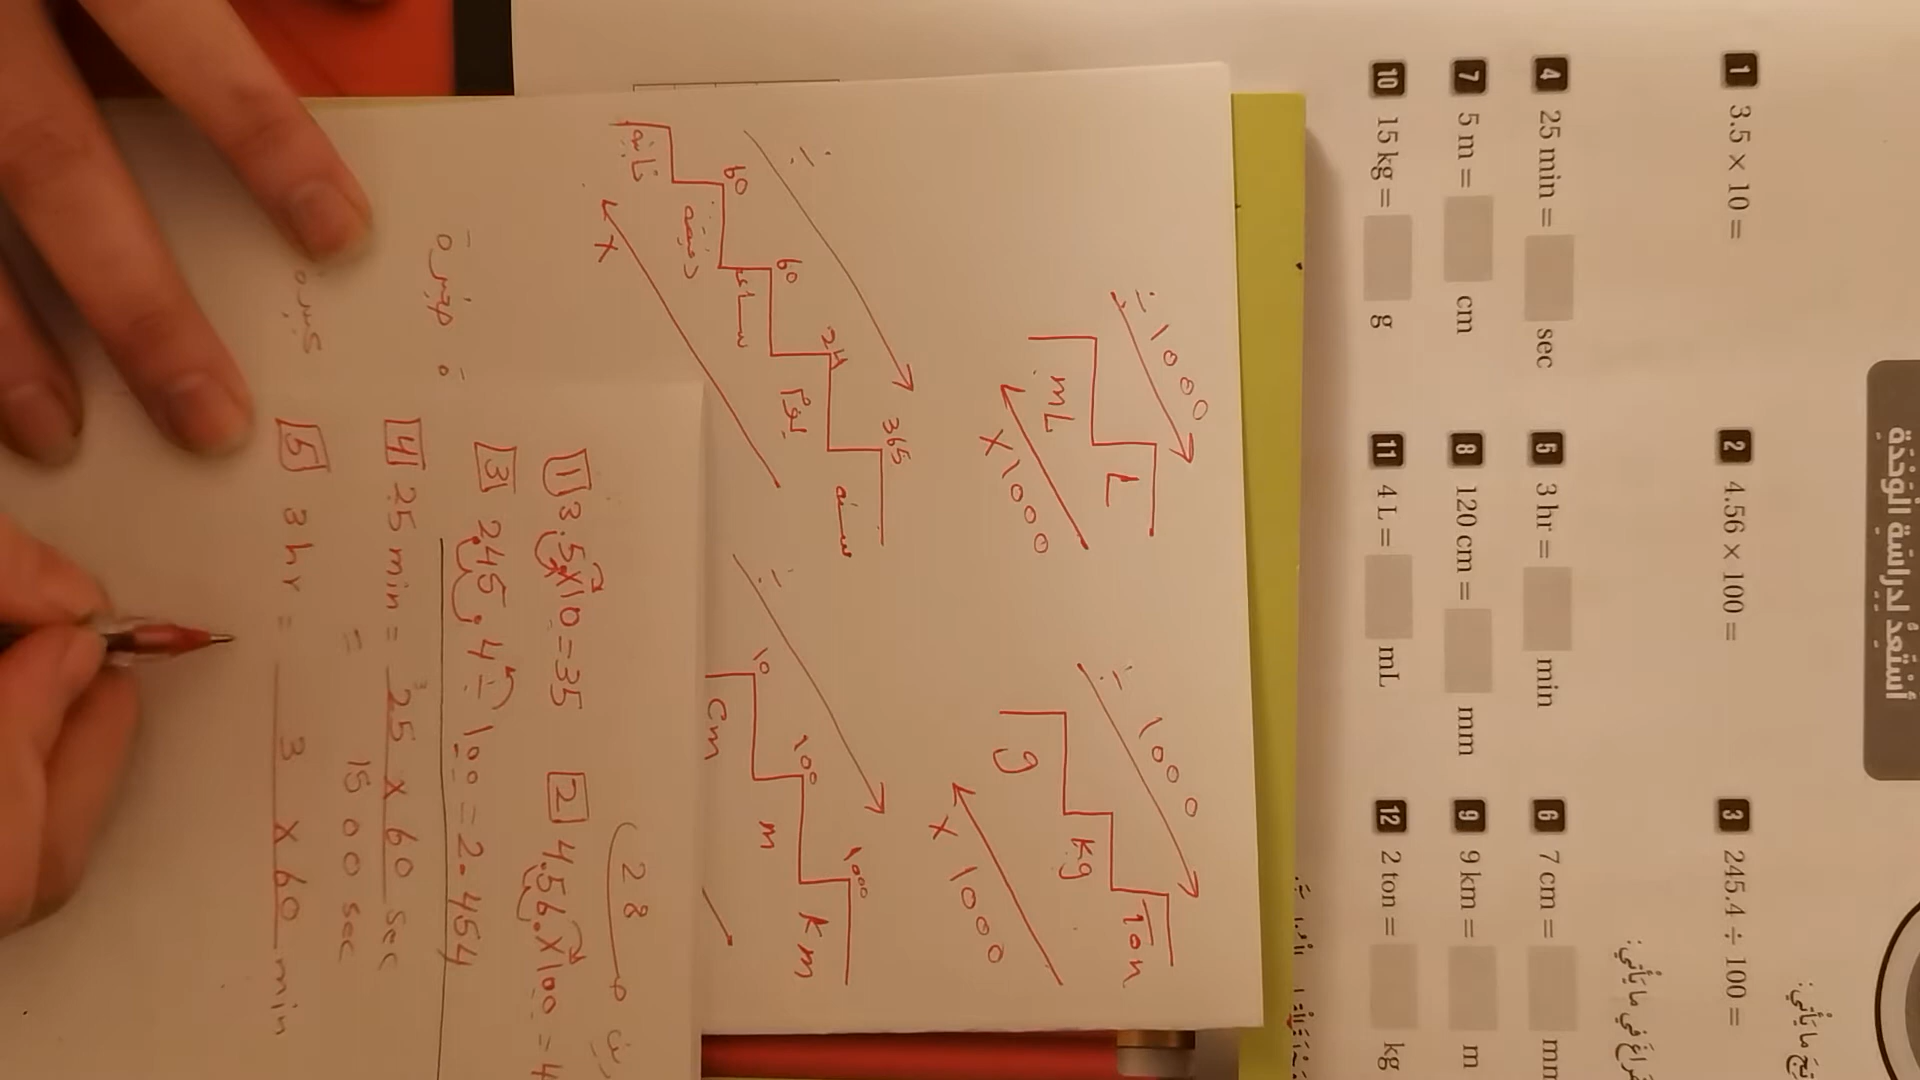 أستعد لدراسة الوحدة
1 3.5 × 10 =
2 4.56 × 100 =
3 245.4 ÷ 100 =
4 25 min = sec
5 3 hr = min
6 7 cm = mm
7 5 m = cm
8 120 cm = mm
9 9 km = m
10 15 kg = g
11 4 L = mL
12 2 ton = kg
÷ 1000
mL
L
× 1000
÷ 1000
g
kg
Ton
× 1000
÷
ثانية 60 دقيقة 60 ساعة 24 يوم 365 سنة
×
÷
10 100 1000
cm m km
28
1 3.5 × 10 = 35
2 4.56 × 100 = 4
3 245.4 ÷ 100 = 2.454
4 25 min = 25 × 60 sec
= 1500 sec
5 3 hr = 3 × 60 min